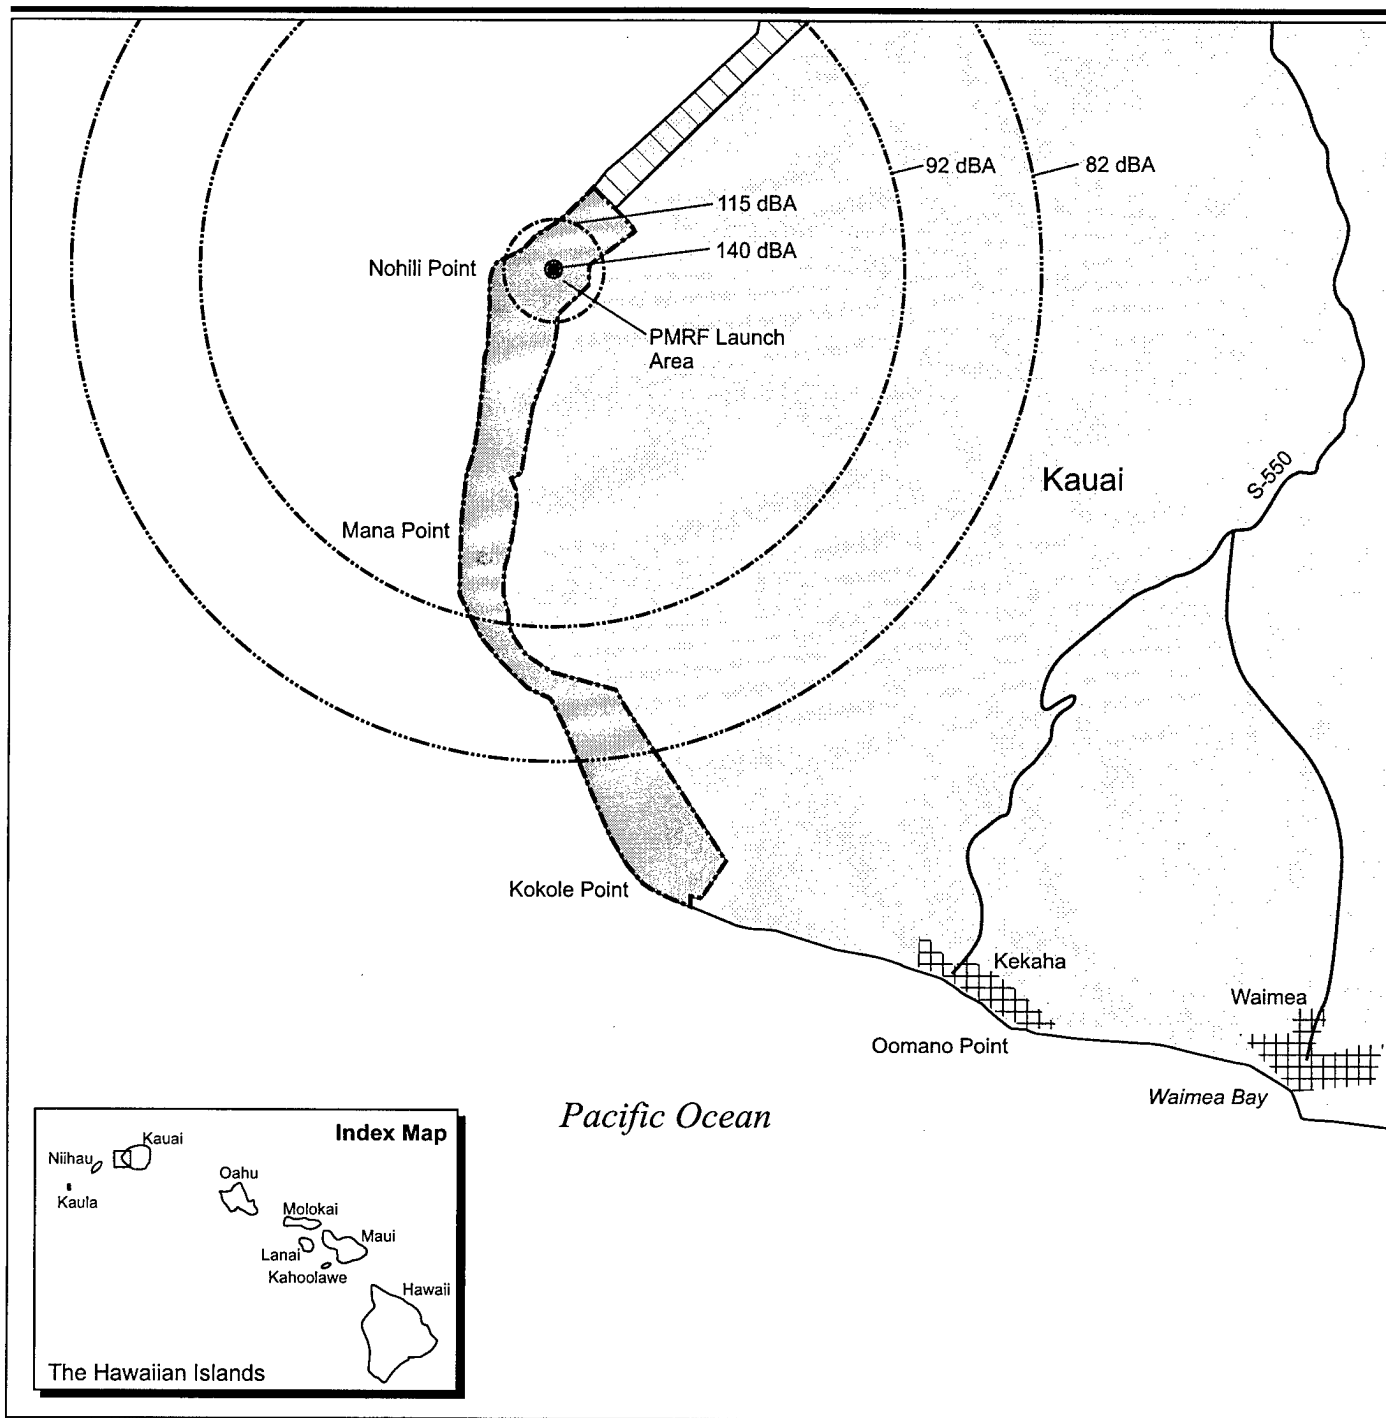 92 dBA
82 dBA
115 dBA
140 dBA
Nohili Point
PMRF Launch
Area
Kauai
S-550
Mana Point
Kokole Point
Kekaha
Waimea
Oomano Point
Waimea Bay
Pacific Ocean
Index Map
Kauai
Niihau
Kaula
Oahu
Molokai
Maui
Lanai
Kahoolawe
Hawaii
The Hawaiian Islands